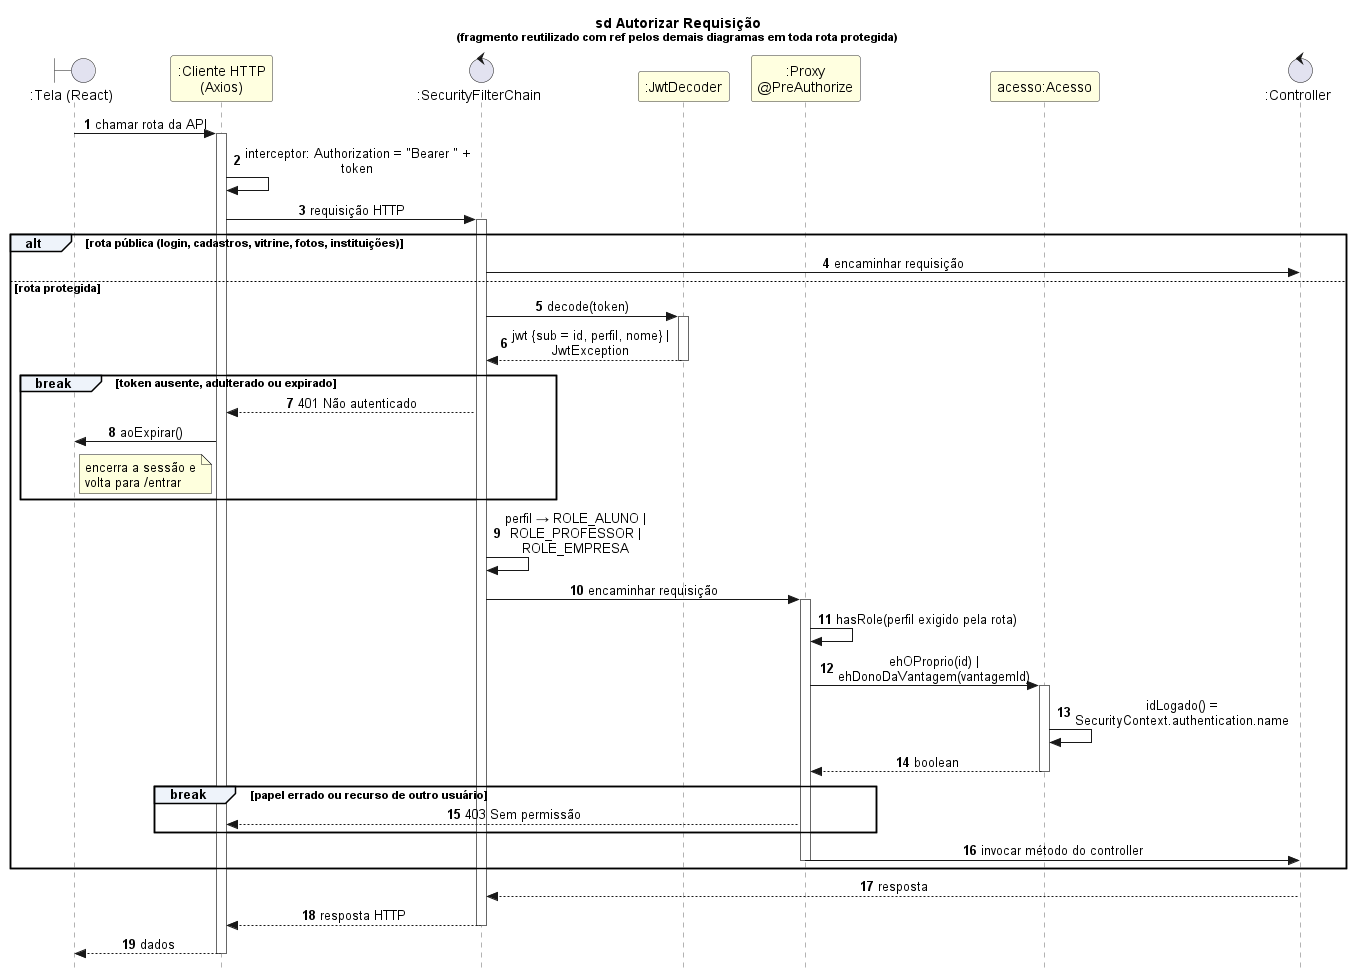 sd Autorizar Requisição
(fragmento reutilizado com ref pelos demais diagramas em toda rota protegida)
:Tela (React)
:Cliente HTTP
(Axios)
:SecurityFilterChain
:JwtDecoder
:Proxy
@PreAuthorize
acesso:Acesso
:Controller
1 chamar rota da API
2 interceptor: Authorization = "Bearer " +
token
3 requisição HTTP
alt [rota pública (login, cadastros, vitrine, fotos, instituições)]
4 encaminhar requisição
[rota protegida]
5 decode(token)
6 jwt {sub = id, perfil, nome} |
JwtException
break [token ausente, adulterado ou expirado]
7 401 Não autenticado
8 aoExpirar()
encerra a sessão e
volta para /entrar
9 perfil → ROLE_ALUNO |
ROLE_PROFESSOR |
ROLE_EMPRESA
10 encaminhar requisição
11 hasRole(perfil exigido pela rota)
12 ehOProprio(id) |
ehDonoDaVantagem(vantagemId)
13 idLogado() =
SecurityContext.authentication.name
14 boolean
break [papel errado ou recurso de outro usuário]
15 403 Sem permissão
16 invocar método do controller
17 resposta
18 resposta HTTP
19 dados